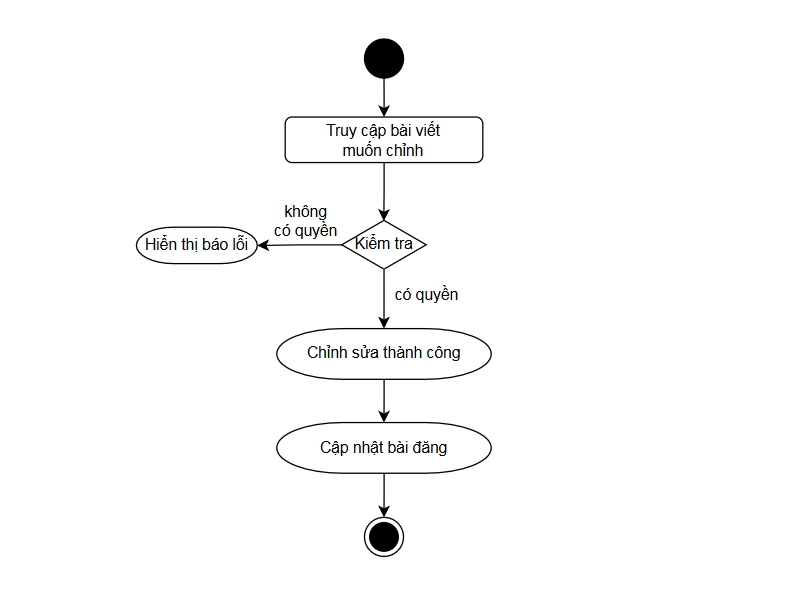 Truy cập bài viết
muốn chỉnh
không
có quyền
Hiển thị báo lỗi
Kiểm tra
có quyền
Chỉnh sửa thành công
Cập nhật bài đăng